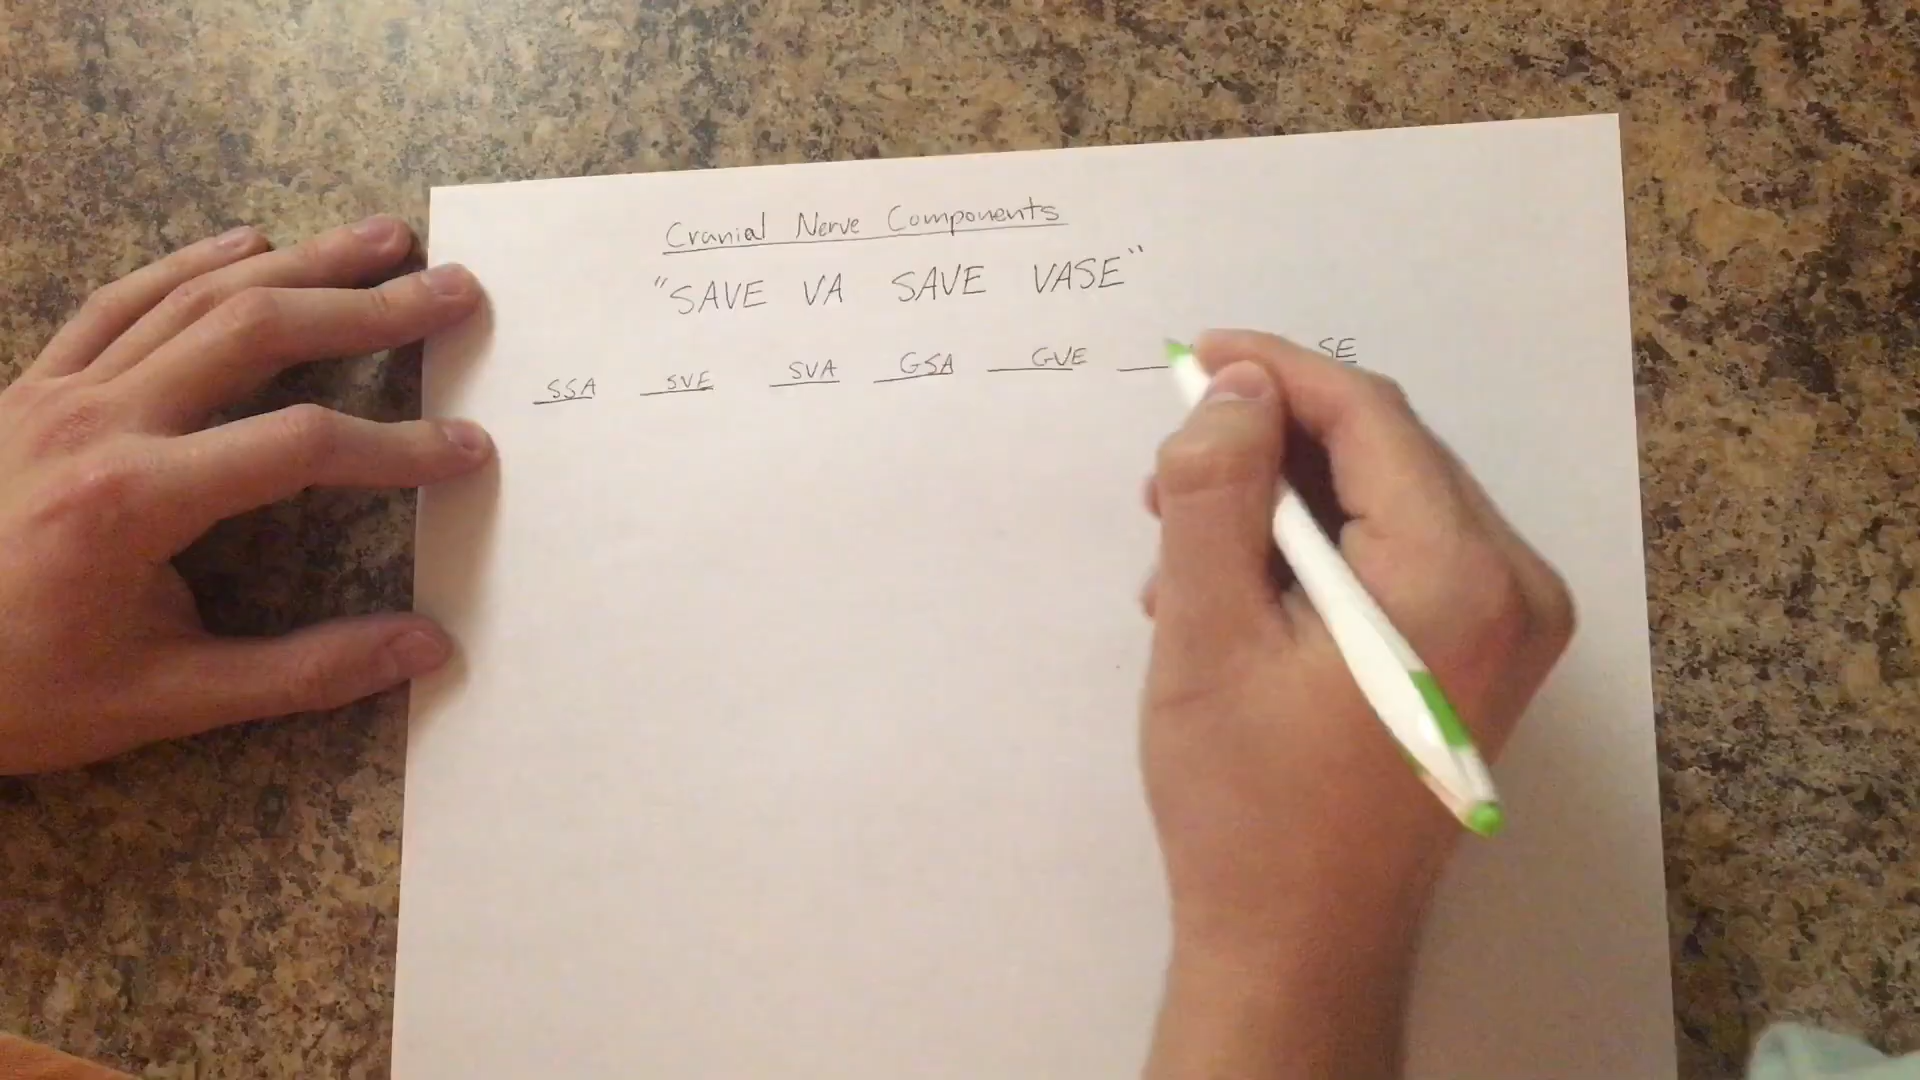 Cranial Nerve Components
"SAVE VA SAVE VASE"
SSA SVE SVA GSA GVE SE